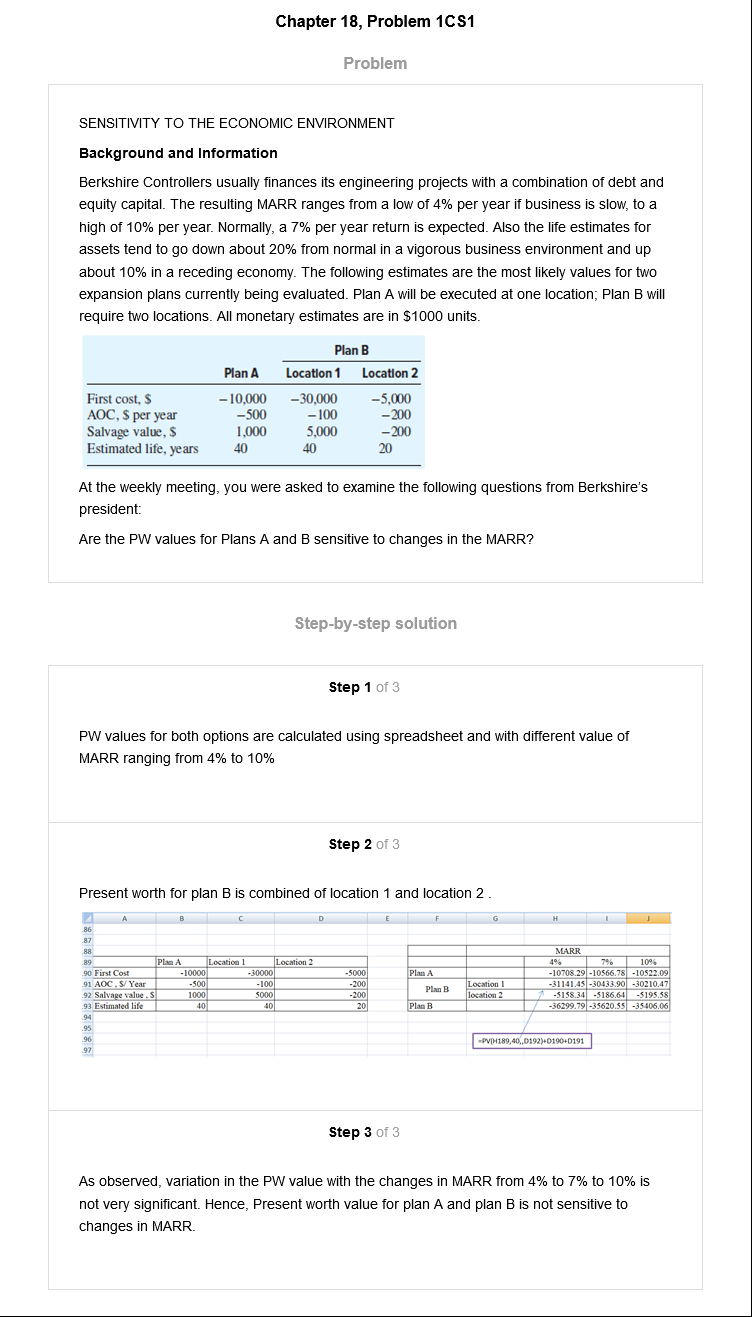 Chapter 18, Problem 1CS1
Problem
SENSITIVITY TO THE ECONOMIC ENVIRONMENT
Background and Information
Berkshire Controllers usually finances its engineering projects with a combination of debt and
equity capital. The resulting MARR ranges from a low of 4% per year if business is slow, to a
high of 10% per year. Normally, a 7% per year return is expected. Also the life estimates for
assets tend to go down about 20% from normal in a vigorous business environment and up
about 10% in a receding economy. The following estimates are the most likely values for two
expansion plans currently being evaluated. Plan A will be executed at one location; Plan B will
require two locations. All monetary estimates are in $1000 units.
Plan B
Plan A Location 1 Location 2
First cost, $ −10,000 −30,000 −5,000
AOC, $ per year −500 −100 −200
Salvage value, $ 1,000 5,000 −200
Estimated life, years 40 40 20
At the weekly meeting, you were asked to examine the following questions from Berkshire's
president:
Are the PW values for Plans A and B sensitive to changes in the MARR?
Step-by-step solution
Step 1 of 3
PW values for both options are calculated using spreadsheet and with different value of
MARR ranging from 4% to 10%
Step 2 of 3
Present worth for plan B is combined of location 1 and location 2 .
A B C D E F G H I J
86
87
88 MARR
89 Plan A Location 1 Location 2 4% 7% 10%
90 First Cost -10000 -30000 -5000 Plan A -10708.29 -10566.78 -10522.09
91 AOC , $/ Year -500 -100 -200 Plan B Location 1 -31141.45 -30433.90 -30210.47
92 Salvage value , $ 1000 5000 -200 location 2 -5158.34 -5186.64 -5195.58
93 Estimated life 40 40 20 Plan B -36299.79 -35620.55 -35406.06
94
95
96 =PV(H189,40,,D192)+D190+D191
97
Step 3 of 3
As observed, variation in the PW value with the changes in MARR from 4% to 7% to 10% is
not very significant. Hence, Present worth value for plan A and plan B is not sensitive to
changes in MARR.